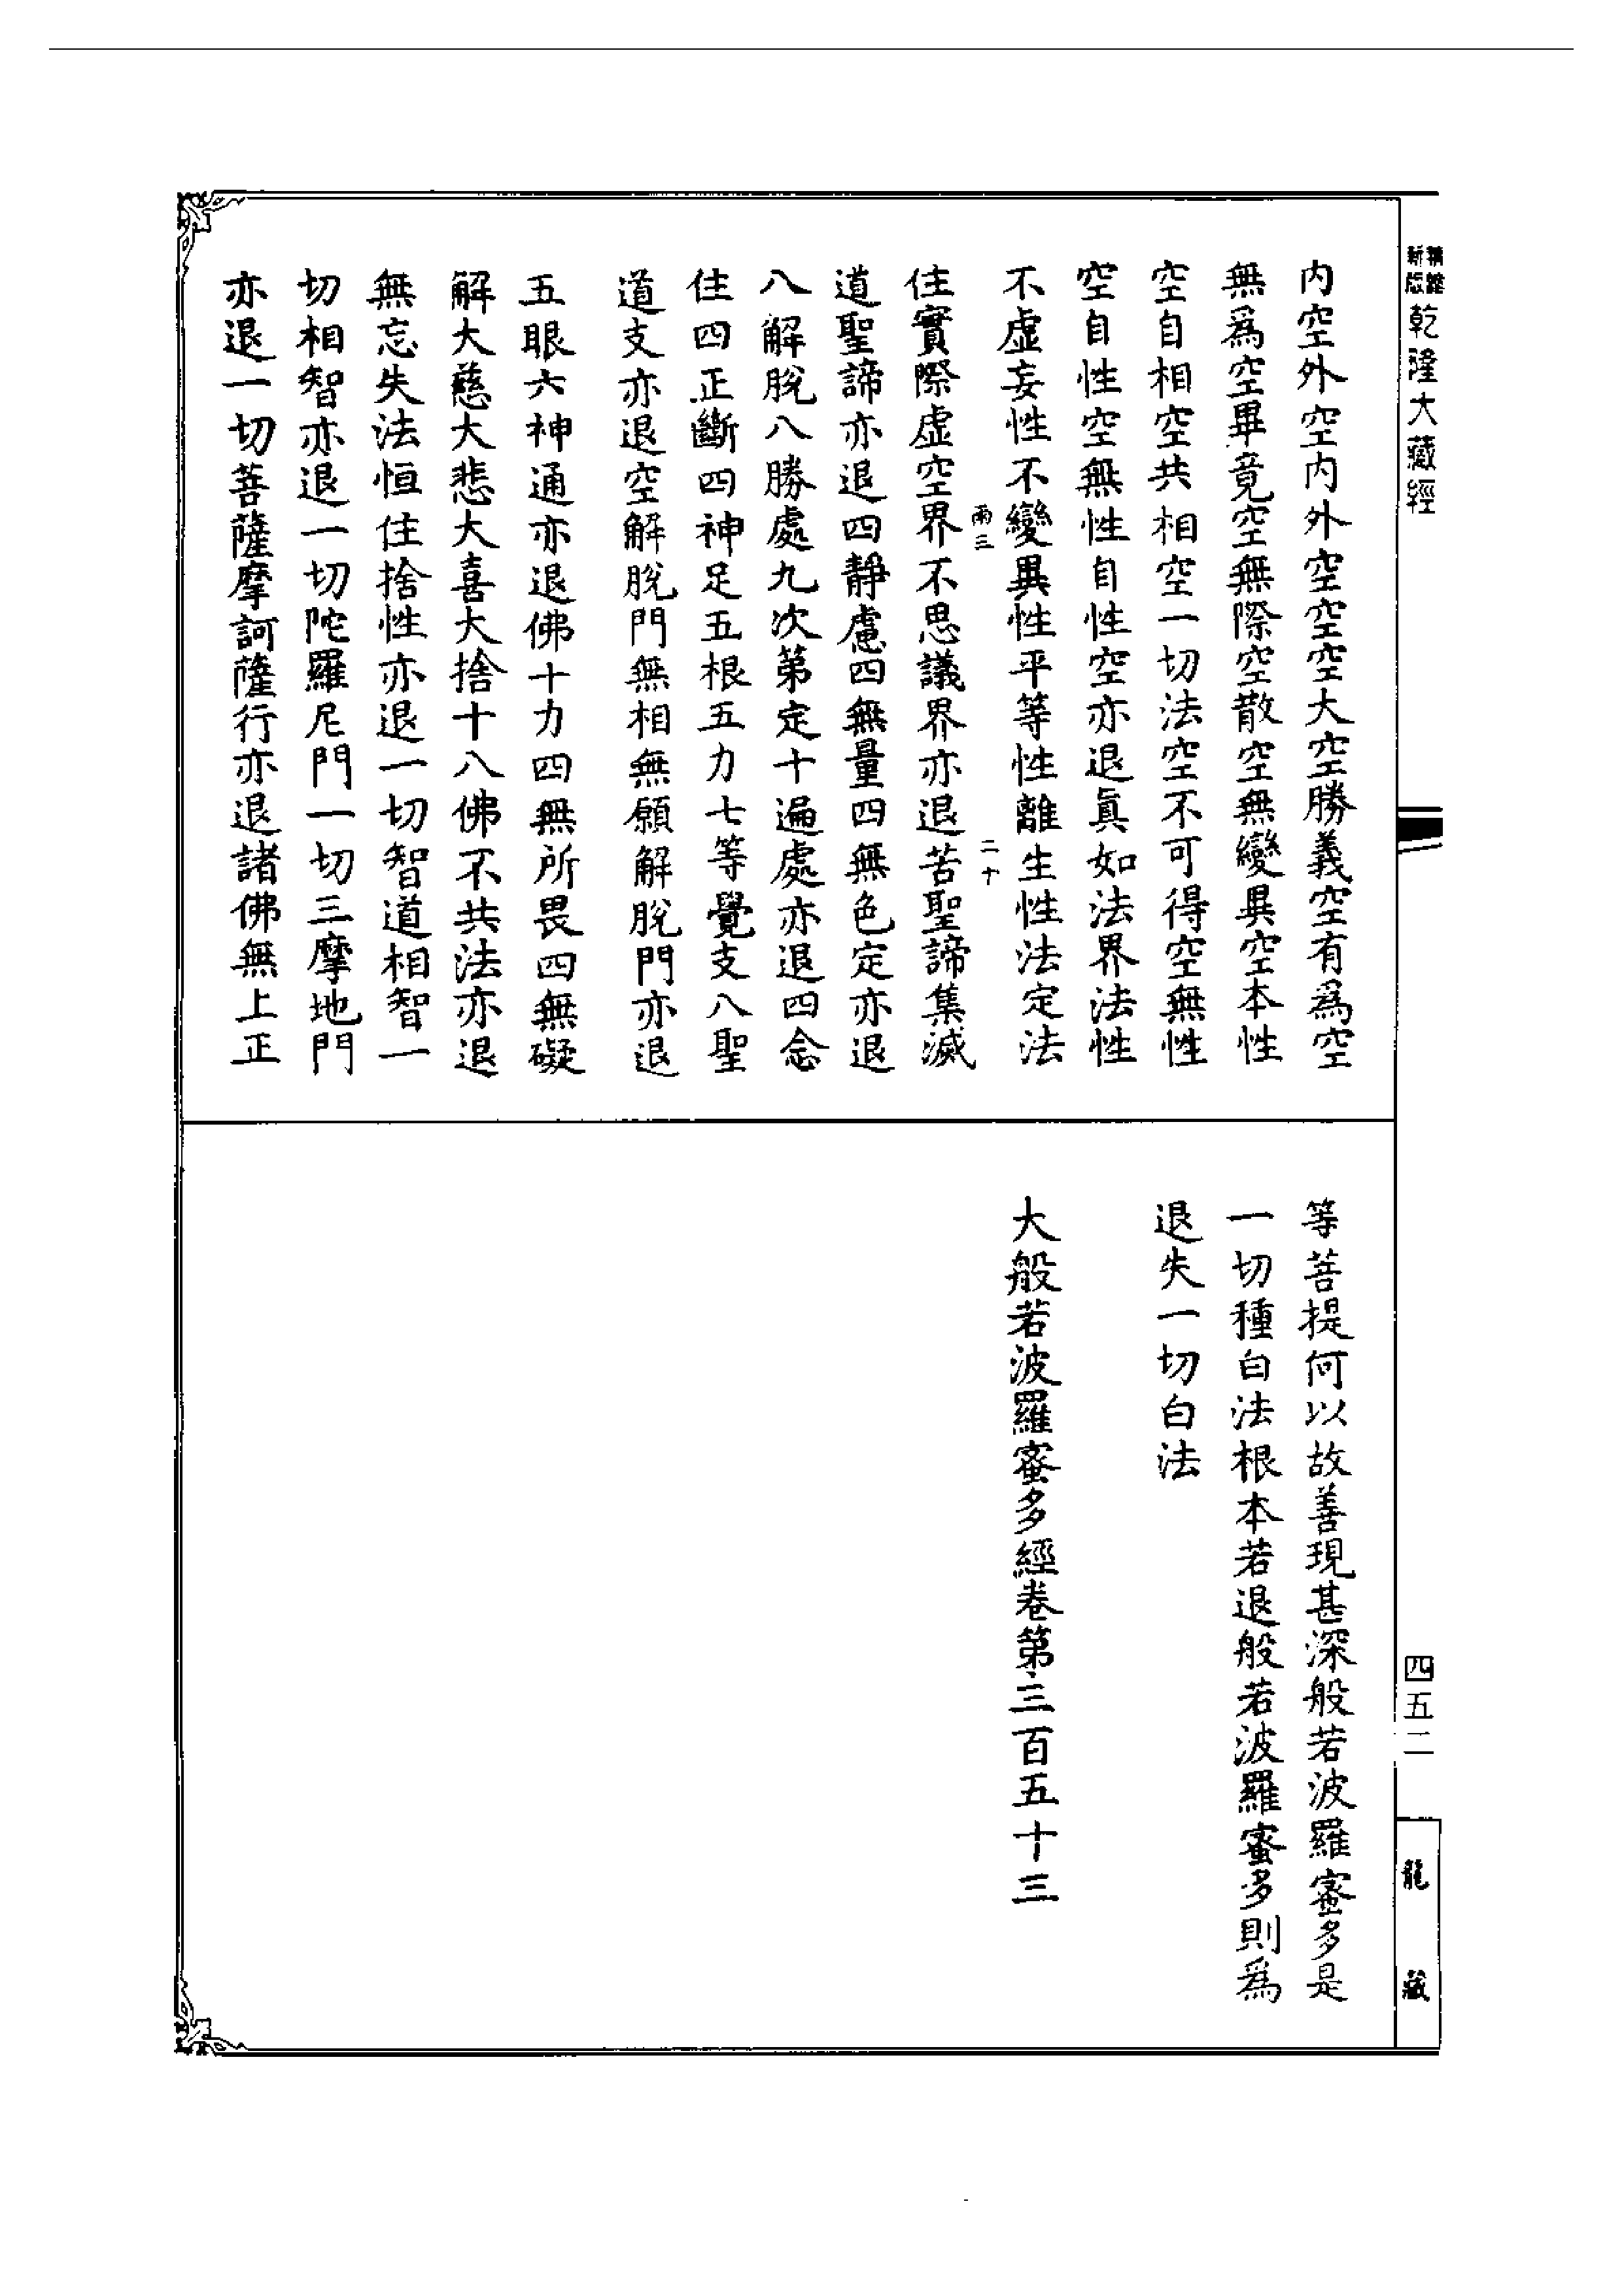 新版
乾隆大藏經
四五二
龍藏
內空外空內外空空空大空勝義空有為空
無為空畢竟空無際空散空無變異空本性
空自相空共相空一切法空不可得空無性
空自性空無性自性空亦退真如法界法性
不虛妄性不變異性平等性離生性法定法
雨三
二十
住實際虛空界不思議界亦退苦聖諦集滅
道聖諦亦退四靜慮四無量四無色定亦退
八解脫八勝處九次第定十遍處亦退四念
住四正斷四神足五根五力七等覺支八聖
道支亦退空解脫門無相無願解脫門亦退
五眼六神通亦退佛十力四無所畏四無礙
解大慈大悲大喜大捨十八佛不共法亦退
無忘失法恒住捨性亦退一切智道相智一
切相智亦退一切陀羅尼門一切三摩地門
亦退一切菩薩摩訶薩行亦退諸佛無上正
等菩提何以故善現甚深般若波羅蜜多是
一切種白法根本若退般若波羅蜜多則為
退失一切白法
大般若波羅蜜多經卷第三百五十三